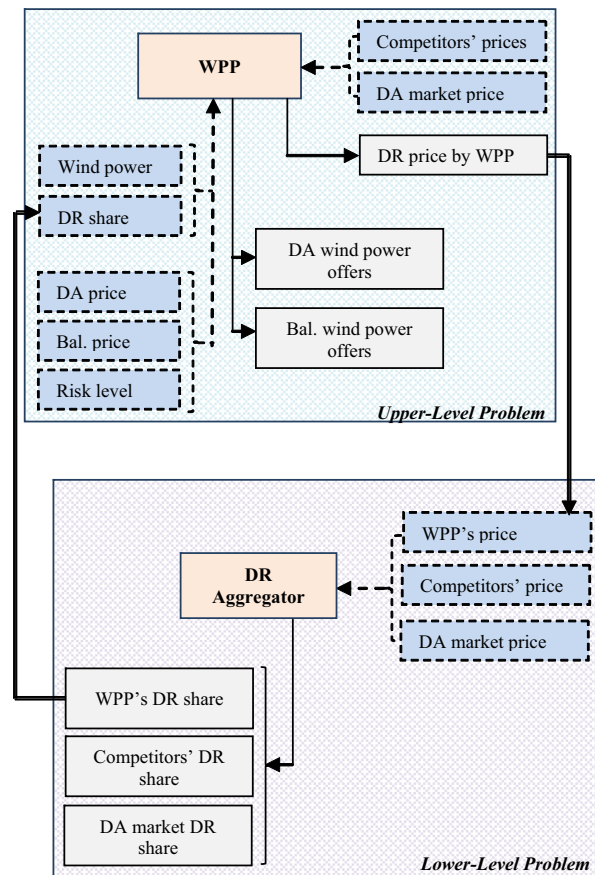 WPP
Competitors' prices
DA market price
DR price by WPP
Wind power
DR share
DA wind power
offers
DA price
Bal. price
Risk level
Bal. wind power
offers
Upper-Level Problem
WPP's price
Competitors' price
DA market price
DR
Aggregator
WPP's DR share
Competitors' DR
share
DA market DR
share
Lower-Level Problem